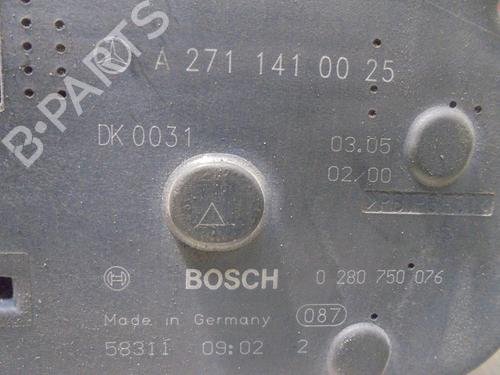 B-PARTS
A 271 141 00 25
DK 0031
03.05
02/00
BOSCH 0 280 750 076
Made in Germany 087
58311 09:02 2